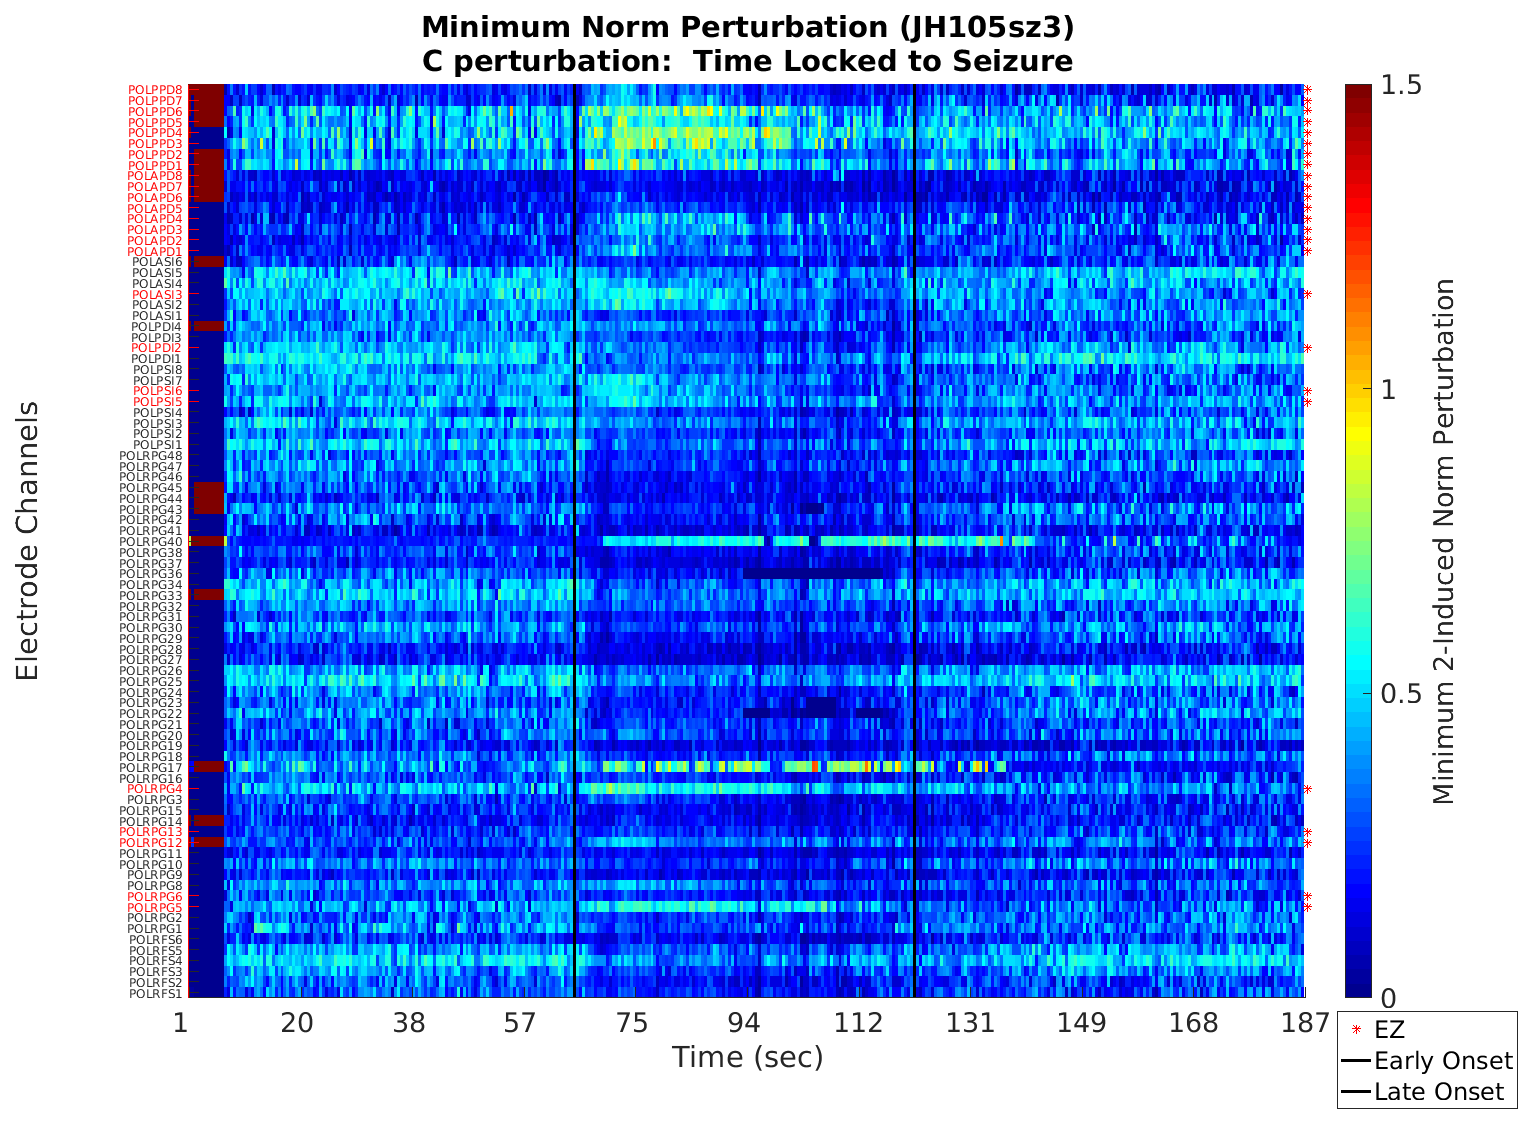 Minimum Norm Perturbation (JH105sz3)
C perturbation:  Time Locked to Seizure
Electrode Channels
POLPPD8
POLPPD7
POLPPD6
POLPPD5
POLPPD4
POLPPD3
POLPPD2
POLPPD1
POLAPD8
POLAPD7
POLAPD6
POLAPD5
POLAPD4
POLAPD3
POLAPD2
POLAPD1
POLASI6
POLASI5
POLASI4
POLASI3
POLASI2
POLASI1
POLPDI4
POLPDI3
POLPDI2
POLPDI1
POLPSI8
POLPSI7
POLPSI6
POLPSI5
POLPSI4
POLPSI3
POLPSI2
POLPSI1
POLRPG48
POLRPG47
POLRPG46
POLRPG45
POLRPG44
POLRPG43
POLRPG42
POLRPG41
POLRPG40
POLRPG38
POLRPG37
POLRPG36
POLRPG34
POLRPG33
POLRPG32
POLRPG31
POLRPG30
POLRPG29
POLRPG28
POLRPG27
POLRPG26
POLRPG25
POLRPG24
POLRPG23
POLRPG22
POLRPG21
POLRPG20
POLRPG19
POLRPG18
POLRPG17
POLRPG16
POLRPG4
POLRPG3
POLRPG15
POLRPG14
POLRPG13
POLRPG12
POLRPG11
POLRPG10
POLRPG9
POLRPG8
POLRPG6
POLRPG5
POLRPG2
POLRPG1
POLRFS6
POLRFS5
POLRFS4
POLRFS3
POLRFS2
POLRFS1
1 20 38 57 75 94 112 131 149 168 187
Time (sec)
1.5
1
0.5
0
Minimum 2-Induced Norm Perturbation
EZ
Early Onset
Late Onset